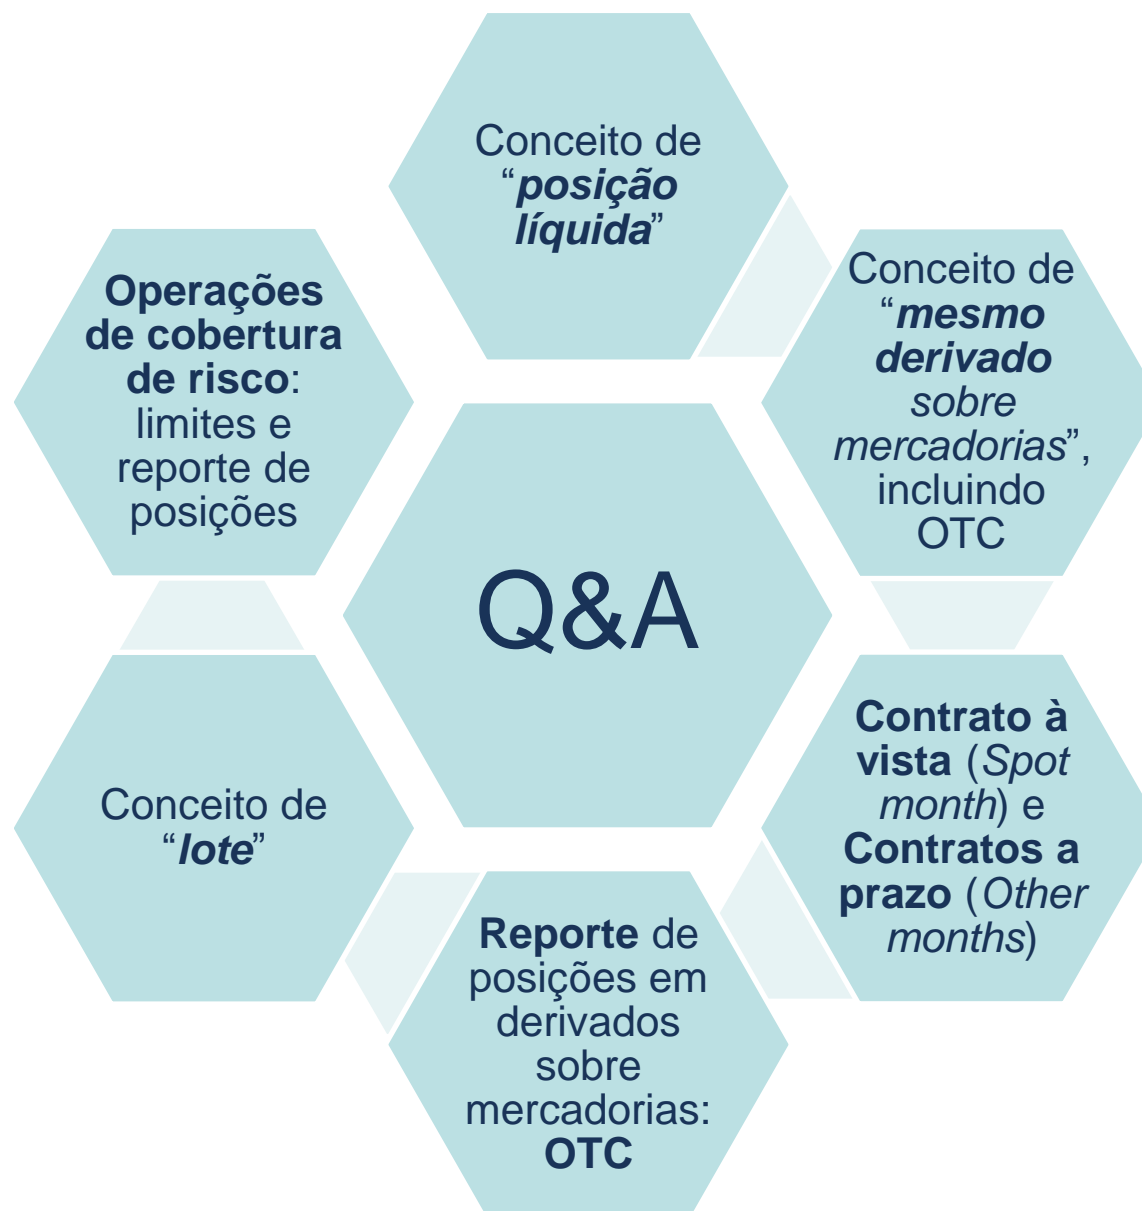 Conceito de
“posição
líquida”
Conceito de
“mesmo
derivado
sobre
mercadorias”,
incluindo
OTC
Contrato à
vista (Spot
month) e
Contratos a
prazo (Other
months)
Reporte de
posições em
derivados
sobre
mercadorias:
OTC
Conceito de
“lote”
Operações
de cobertura
de risco:
limites e
reporte de
posições
Q&A